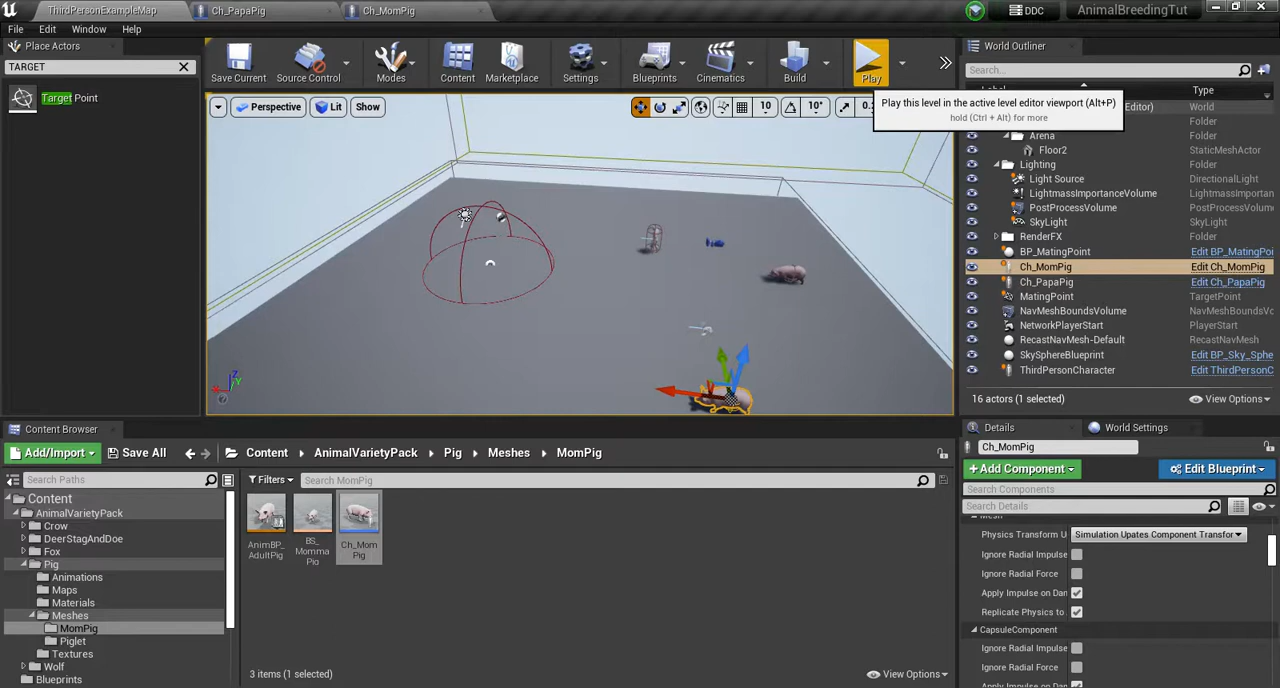 ThirdPersonExampleMap
Ch_PapaPig
Ch_MomPig
DDC
AnimalBreedingTut
File
Edit
Window
Help
Place Actors
TARGET
Target Point
Save Current
Source Control
Modes
Content
Marketplace
Settings
Blueprints
Cinematics
Build
Play
Play this level in the active level editor viewport (Alt+P)
hold (Ctrl + Alt) for more
Perspective
Lit
Show
10
10°
World Outliner
Search...
Type
Editor) World
Folder
Arena Folder
Floor2 StaticMeshActor
Lighting Folder
Light Source DirectionalLight
LightmassImportanceVolume LightmassImportan
PostProcessVolume PostProcessVolume
SkyLight SkyLight
RenderFX Folder
BP_MatingPoint Edit BP_MatingPoi
Ch_MomPig Edit Ch_MomPig
Ch_PapaPig Edit Ch_PapaPig
MatingPoint TargetPoint
NavMeshBoundsVolume NavMeshBoundsVo
NetworkPlayerStart PlayerStart
RecastNavMesh-Default RecastNavMesh
SkySphereBlueprint Edit BP_Sky_Sphe
ThirdPersonCharacter Edit ThirdPersonC
16 actors (1 selected)
View Options
Content Browser
Add/Import
Save All
Content
AnimalVarietyPack
Pig
Meshes
MomPig
Search Paths
Filters
Search MomPig
Content
AnimalVarietyPack
Crow
DeerStagAndDoe
Fox
Pig
Animations
Maps
Materials
Meshes
MomPig
Piglet
Textures
Wolf
Blueprints
AnimBP_
AdultPig
BS_
Momma
Pig
Ch_Mom
Pig
3 items (1 selected)
View Options
Details
World Settings
Ch_MomPig
+Add Component
Edit Blueprint
Search Components
Search Details
Physics Transform U
Simulation Upates Component Transfor
Ignore Radial Impulse
Ignore Radial Force
Apply Impulse on Dan
Replicate Physics to
CapsuleComponent
Ignore Radial Impulse
Ignore Radial Force